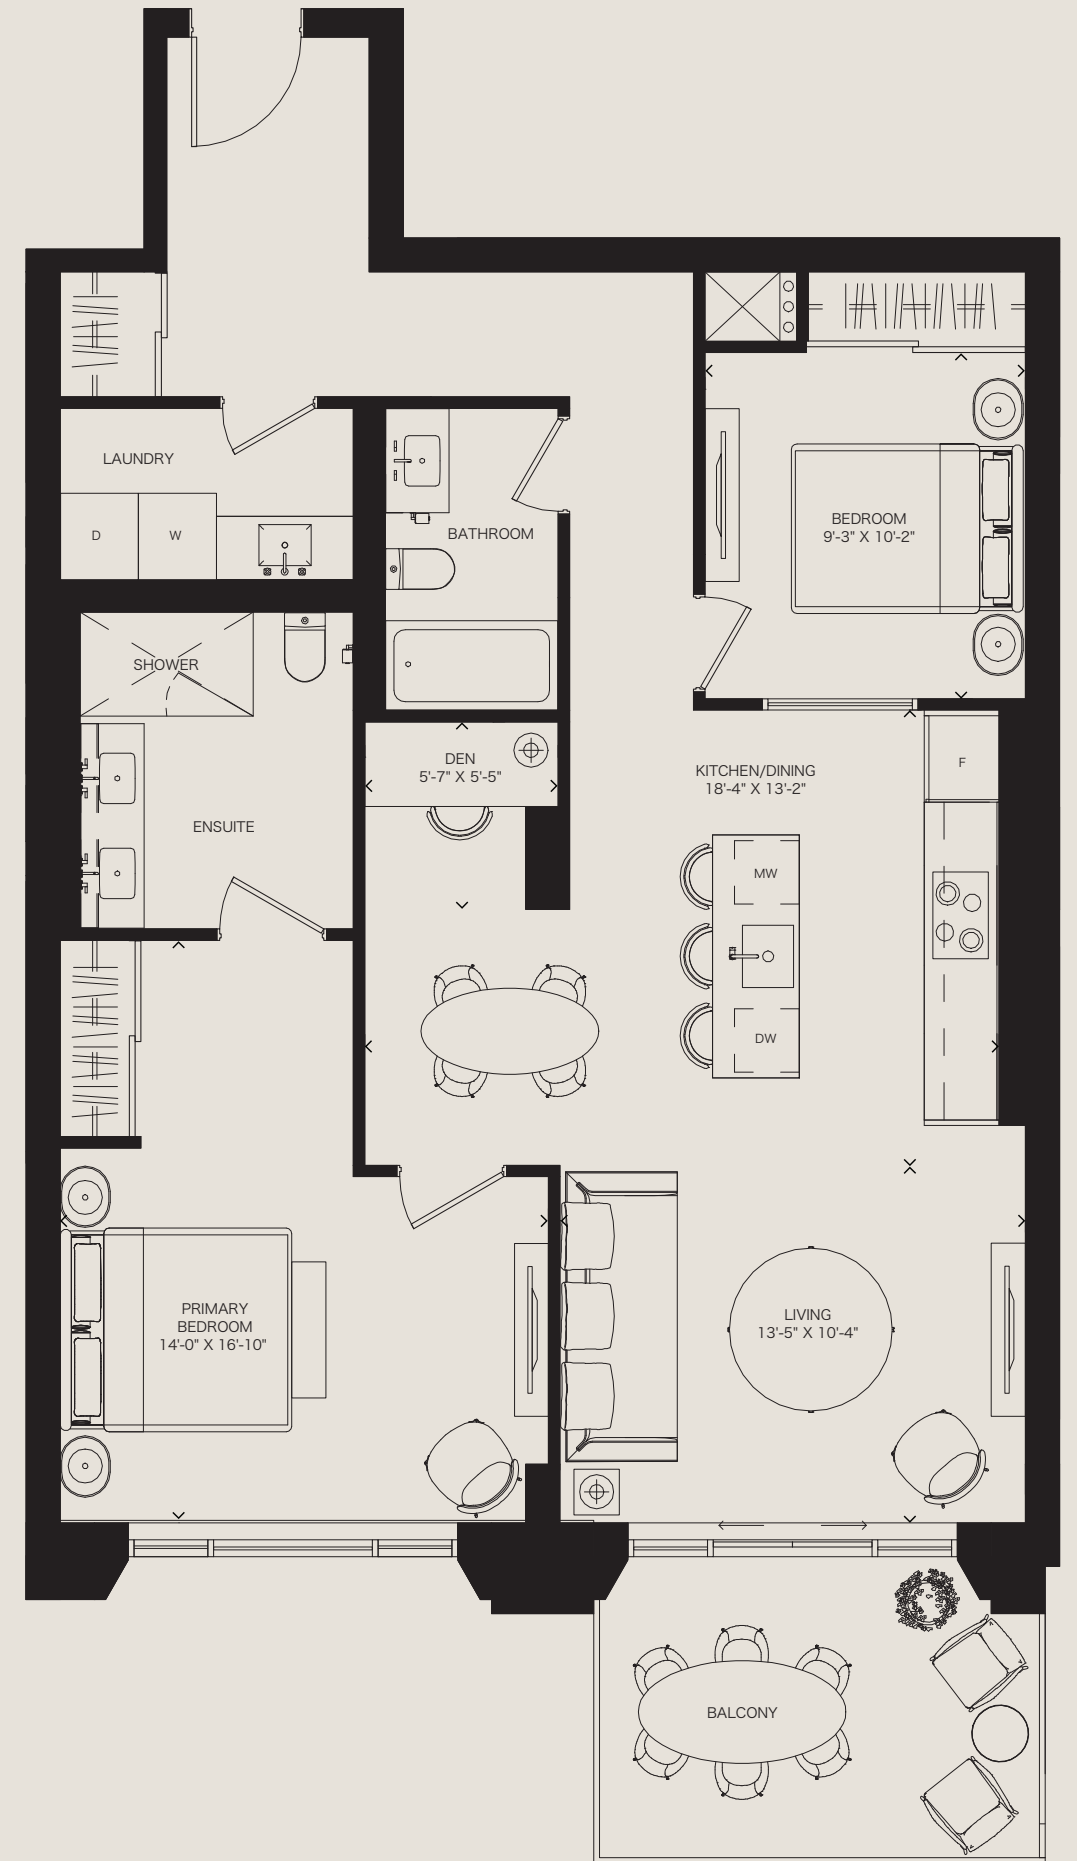 LAUNDRY
D
W
BATHROOM
BEDROOM
9'-3" X 10'-2"
SHOWER
DEN
5'-7" X 5'-5"
KITCHEN/DINING
18'-4" X 13'-2"
F
ENSUITE
MW
DW
PRIMARY
BEDROOM
14'-0" X 16'-10"
LIVING
13'-5" X 10'-4"
BALCONY